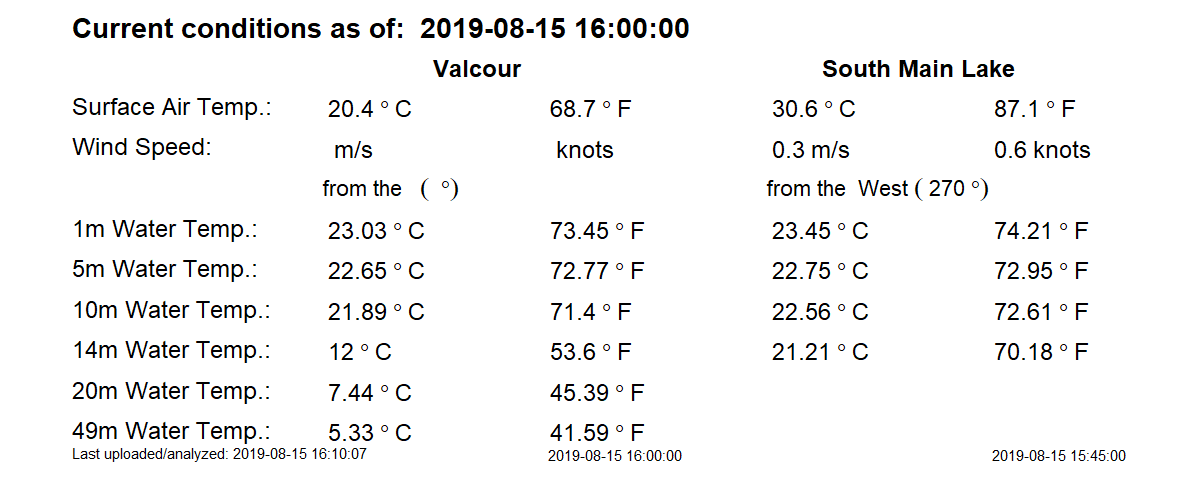 Current conditions as of: 2019-08-15 16:00:00
Valcour South Main Lake
Surface Air Temp.: 20.4 ° C 68.7 ° F 30.6 ° C 87.1 ° F
Wind Speed: m/s knots 0.3 m/s 0.6 knots
from the ( °) from the West ( 270 °)
1m Water Temp.: 23.03 ° C 73.45 ° F 23.45 ° C 74.21 ° F
5m Water Temp.: 22.65 ° C 72.77 ° F 22.75 ° C 72.95 ° F
10m Water Temp.: 21.89 ° C 71.4 ° F 22.56 ° C 72.61 ° F
14m Water Temp.: 12 ° C 53.6 ° F 21.21 ° C 70.18 ° F
20m Water Temp.: 7.44 ° C 45.39 ° F
49m Water Temp.: 5.33 ° C 41.59 ° F
Last uploaded/analyzed: 2019-08-15 16:10:07 2019-08-15 16:00:00 2019-08-15 15:45:00